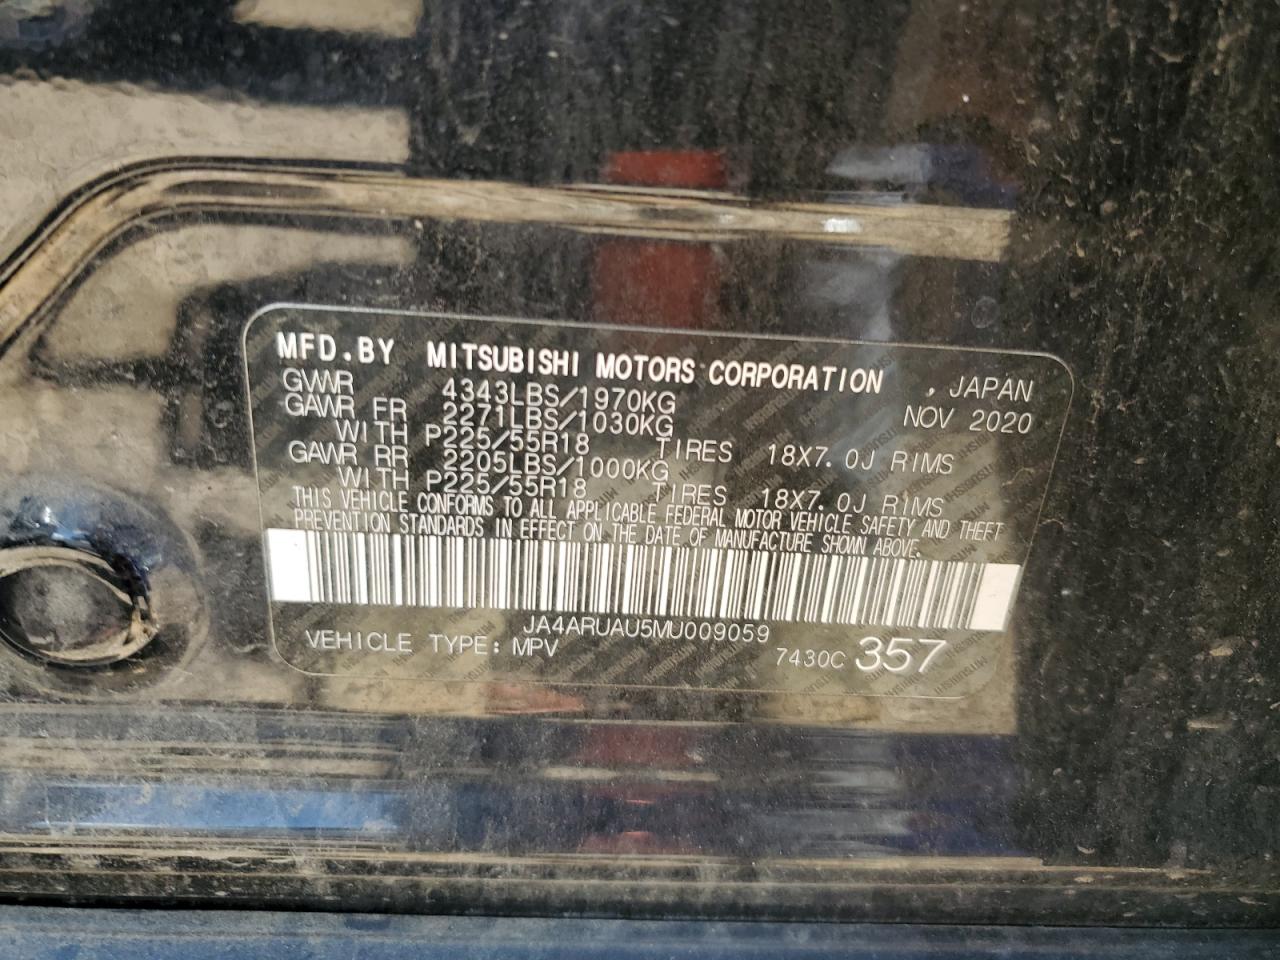 MFD.BY MITSUBISHI MOTORS CORPORATION , JAPAN
GVWR 4343LBS/1970KG NOV 2020
GAWR FR 2271LBS/1030KG
WITH P225/55R18 TIRES 18X7.0J RIMS
GAWR RR 2205LBS/1000KG
WITH P225/55R18 TIRES 18X7.0J RIMS
THIS VEHICLE CONFORMS TO ALL APPLICABLE FEDERAL MOTOR VEHICLE SAFETY AND THEFT
PREVENTION STANDARDS IN EFFECT ON THE DATE OF MANUFACTURE SHOWN ABOVE.
JA4ARUAU5MU009059
VEHICLE TYPE: MPV 7430C 357